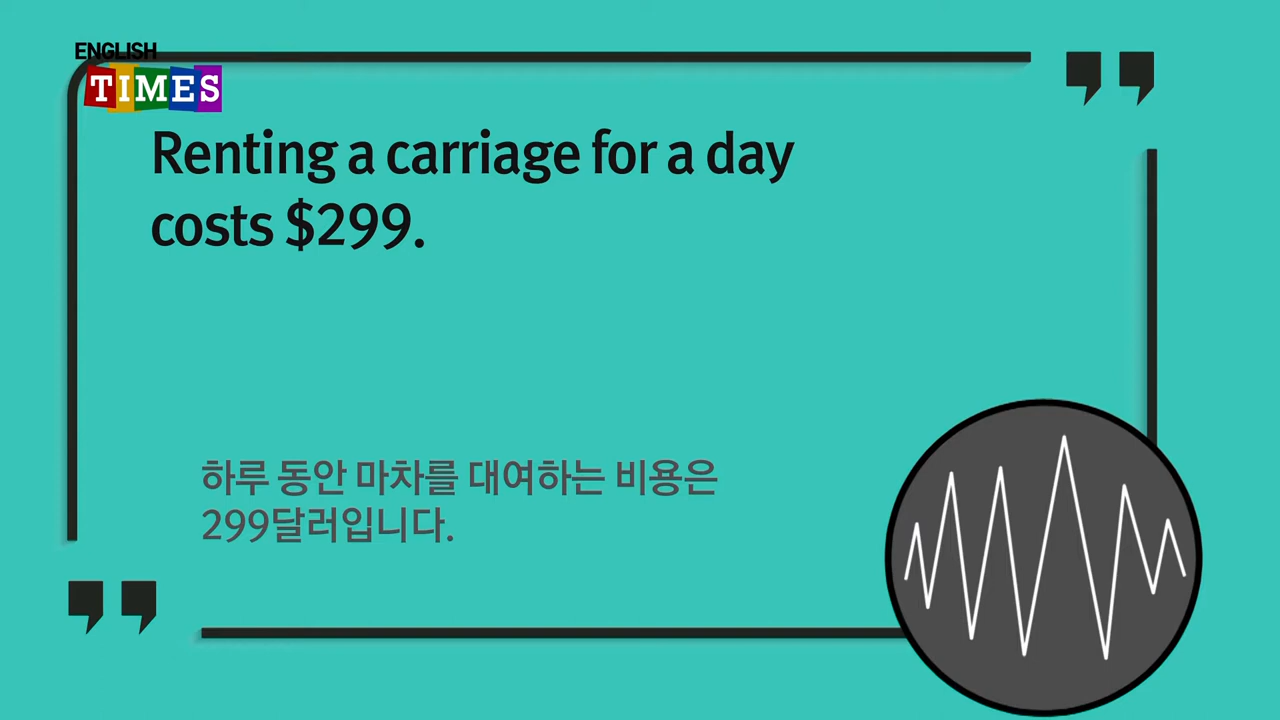 ENGLISH
TIMES
Renting a carriage for a day
costs $299.
하루 동안 마차를 대여하는 비용은
299달러입니다.